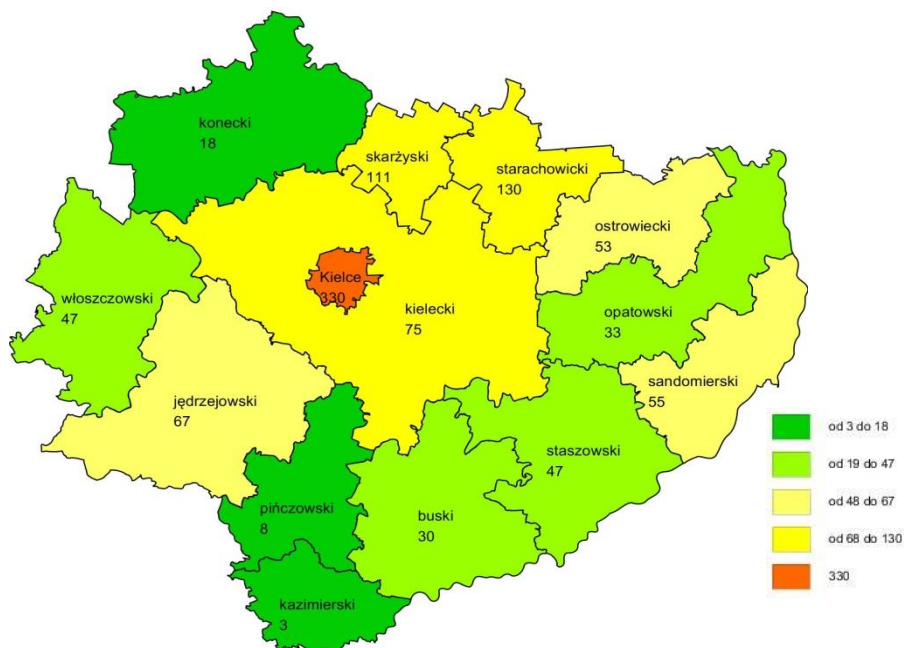 konecki
18
skarżyski
111
starachowicki
130
ostrowiecki
53
Kielce
330
włoszczowski
47
kielecki
75
opatowski
33
sandomierski
55
jędrzejowski
67
staszowski
47
pińczowski
8
buski
30
kazimierski
3
od 3 do 18
od 19 do 47
od 48 do 67
od 68 do 130
330